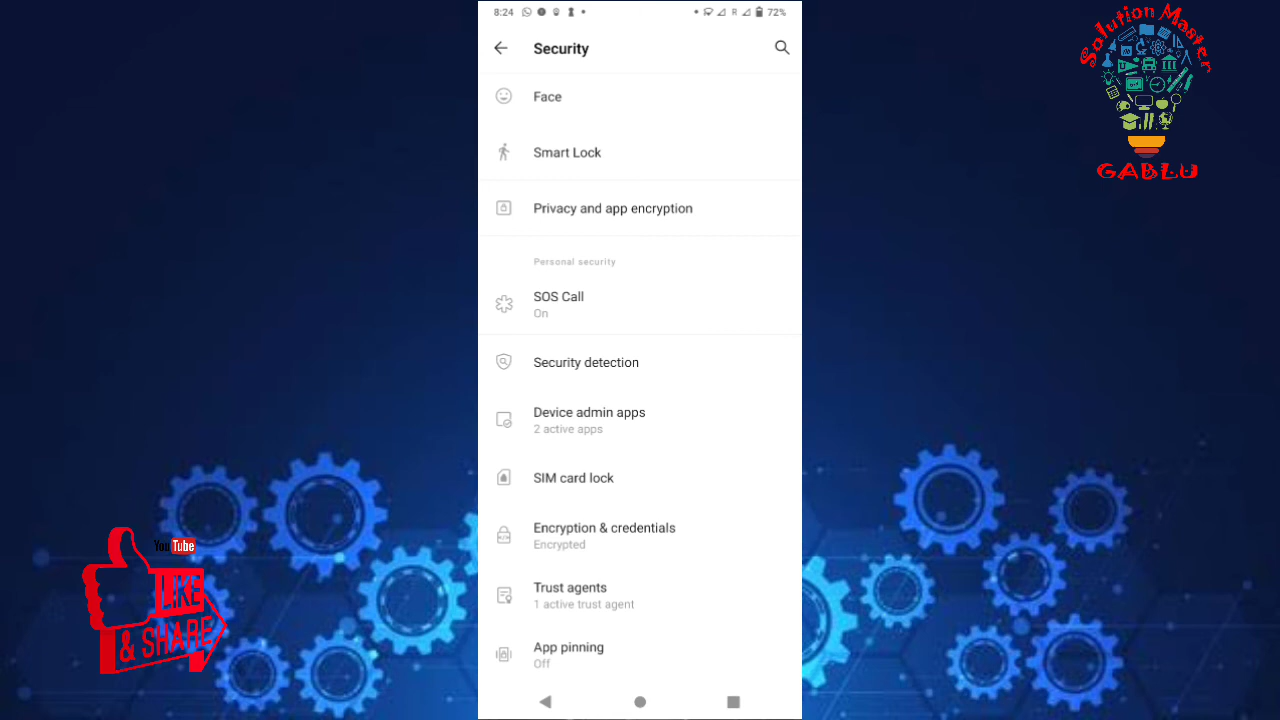 8:24
R
72%
Security
Face
Smart Lock
Privacy and app encryption
Personal security
SOS Call
On
Security detection
Device admin apps
2 active apps
SIM card lock
Encryption & credentials
Encrypted
Trust agents
1 active trust agent
App pinning
Off
Solution Master
GABLU
YouTube
LIKE
& SHARE